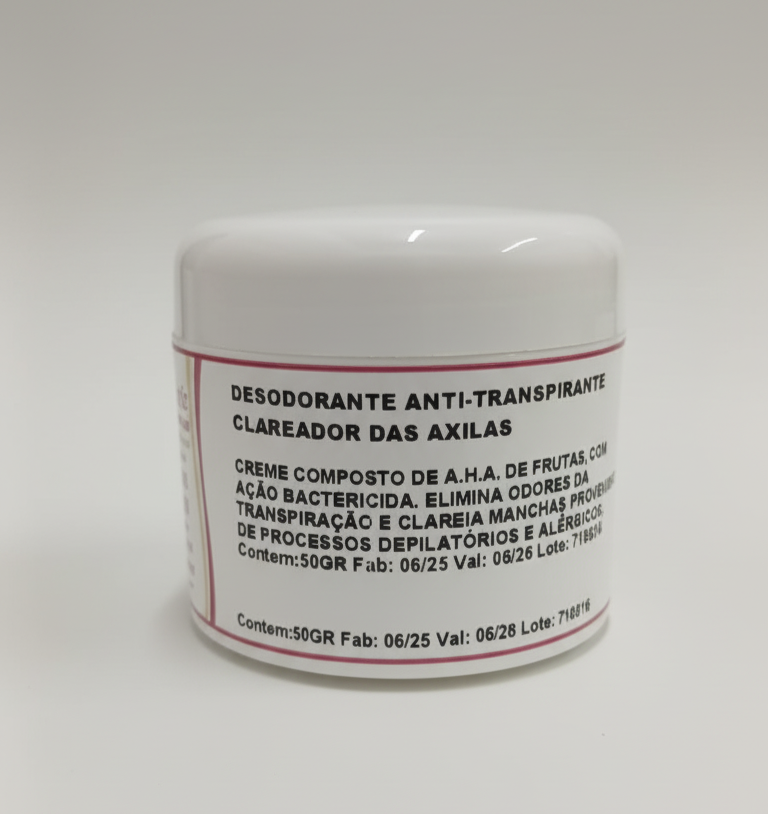 DESODORANTE ANTI-TRANSPIRANTE
CLAREADOR DAS AXILAS
CREME COMPOSTO DE A.H.A. DE FRUTAS, COM
AÇÃO BACTERICIDA. ELIMINA ODORES DA
TRANSPIRAÇÃO E CLAREIA MANCHAS
DE PROCESSOS DEPILATÓRIOS E ALÉRBICOS.
Contem:50GR Fab: 06/25 Val: 06/26 Lote:
Contem:50GR Fab: 06/25 Val: 06/28 Lote: 718816